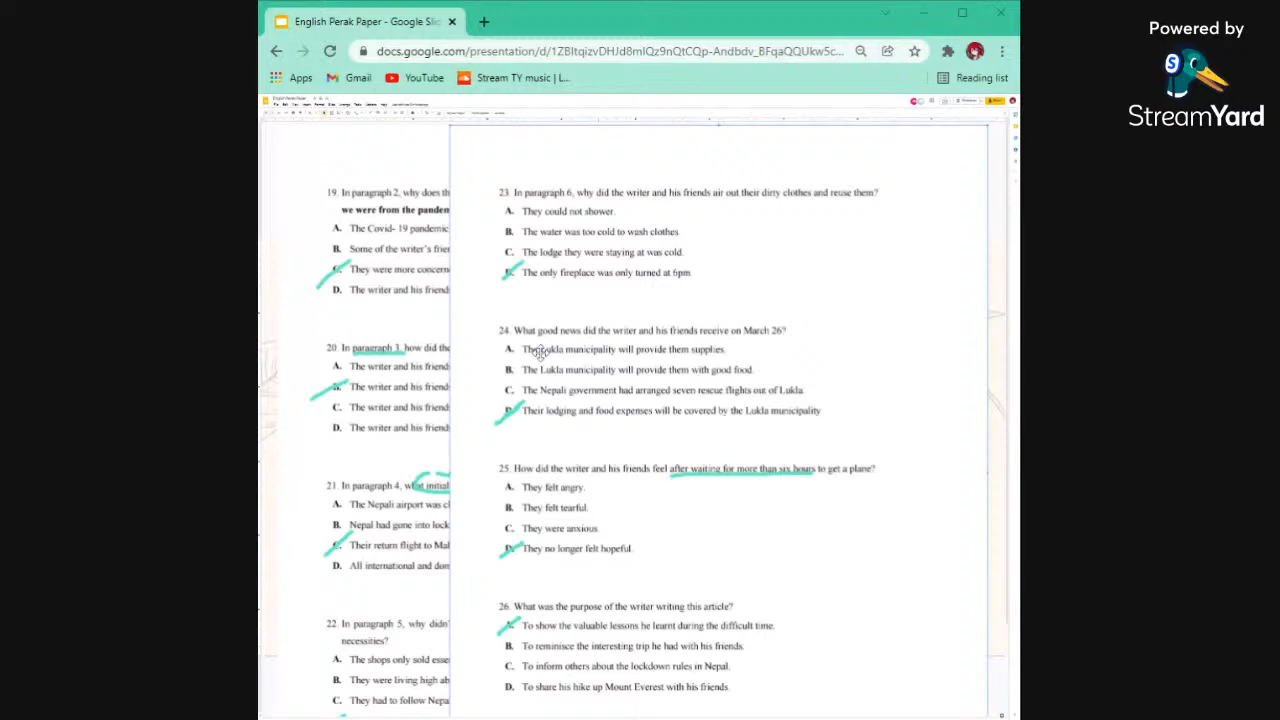 English Perak Paper - Google Slid
docs.google.com/presentation/d/1ZBItqizvDHJd8mIQz9nQtCQp-Andbdv_BFqaQQUkw5c...
Apps
Gmail
YouTube
Stream TY music | L...
Reading list
Powered by
StreamYard
19. In paragraph 2, why does th
we were from the pandem
A. The Covid- 19 pandemic
B. Some of the writer's frie
They were more concern
D. The writer and his friend
20. In paragraph 3, how did the
A. The writer and his friend
The writer and his friend
C. The writer and his friend
D. The writer and his friend
21. In paragraph 4, what initial
A. The Nepali airport was cl
B. Nepal had gone into lock
C. Their return flight to Mal
D. All international and dom
22. In paragraph 5, why didn'
necessities?
A. The shops only sold esse
B. They were living high ab
C. They had to follow Nepa
23. In paragraph 6, why did the writer and his friends air out their dirty clothes and reuse them?
A. They could not shower.
B. The water was too cold to wash clothes.
C. The lodge they were staying at was cold.
The only fireplace was only turned at 6pm
24. What good news did the writer and his friends receive on March 26?
A. The Lukla municipality will provide them supplies.
B. The Lukla municipality will provide them with good food.
C. The Nepali government had arranged seven rescue flights out of Lukla.
D. Their lodging and food expenses will be covered by the Lukla municipality
25. How did the writer and his friends feel after waiting for more than six hours to get a plane?
A. They felt angry.
B. They felt tearful.
C. They were anxious.
D. They no longer felt hopeful.
26. What was the purpose of the writer writing this article?
To show the valuable lessons he learnt during the difficult time.
B. To reminisce the interesting trip he had with his friends.
C. To inform others about the lockdown rules in Nepal.
D. To share his hike up Mount Everest with his friends.